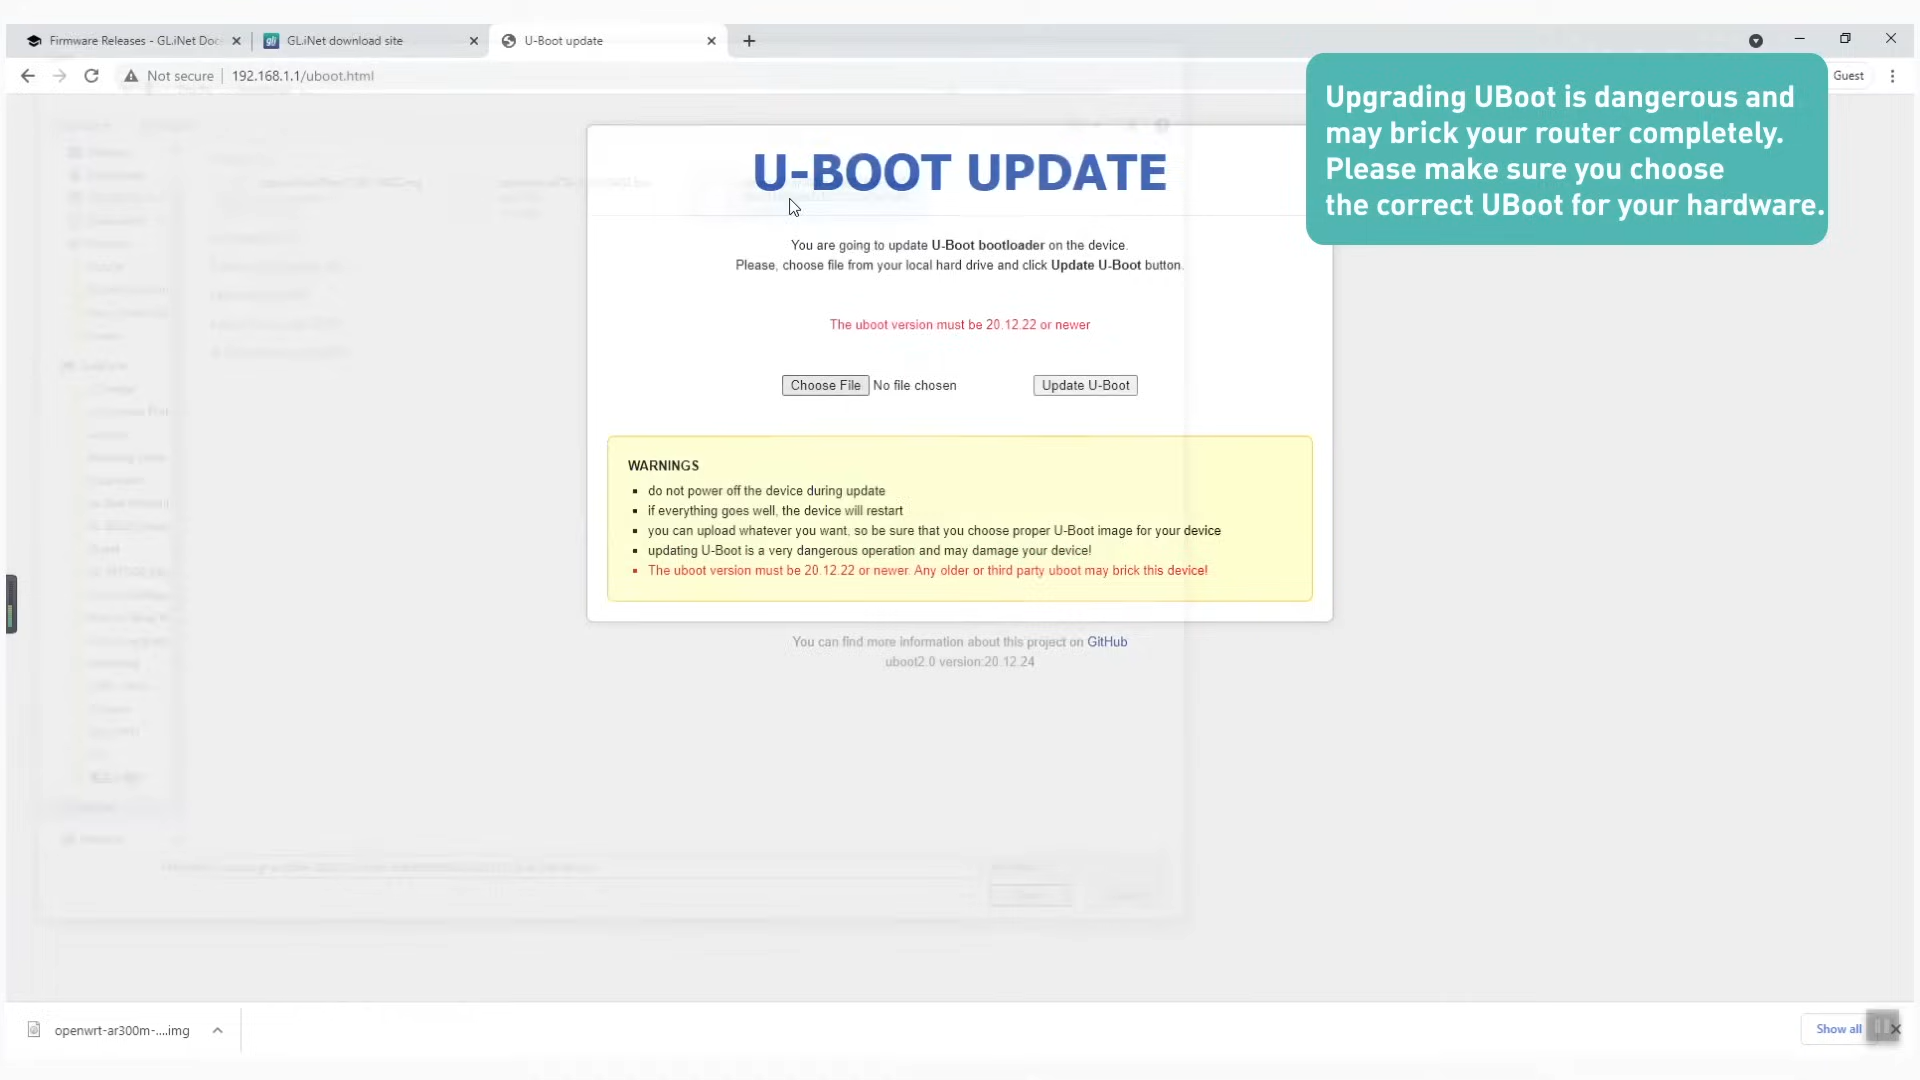 Firmware Releases - GL.iNet Doc
GL.iNet download site
U-Boot update
Not secure
192.168.1.1/uboot.html
Guest
Upgrading UBoot is dangerous and
may brick your router completely.
Please make sure you choose
the correct UBoot for your hardware.
U-BOOT UPDATE
You are going to update U-Boot bootloader on the device.
Please, choose file from your local hard drive and click Update U-Boot button.
The uboot version must be 20.12.22 or newer
Choose File No file chosen
Update U-Boot
WARNINGS
do not power off the device during update
if everything goes well, the device will restart
you can upload whatever you want, so be sure that you choose proper U-Boot image for your device
updating U-Boot is a very dangerous operation and may damage your device!
The uboot version must be 20.12.22 or newer. Any older or third party uboot may brick this device!
You can find more information about this project on GitHub
uboot2.0 version:20.12.24
openwrt-ar300m-....img
Show all